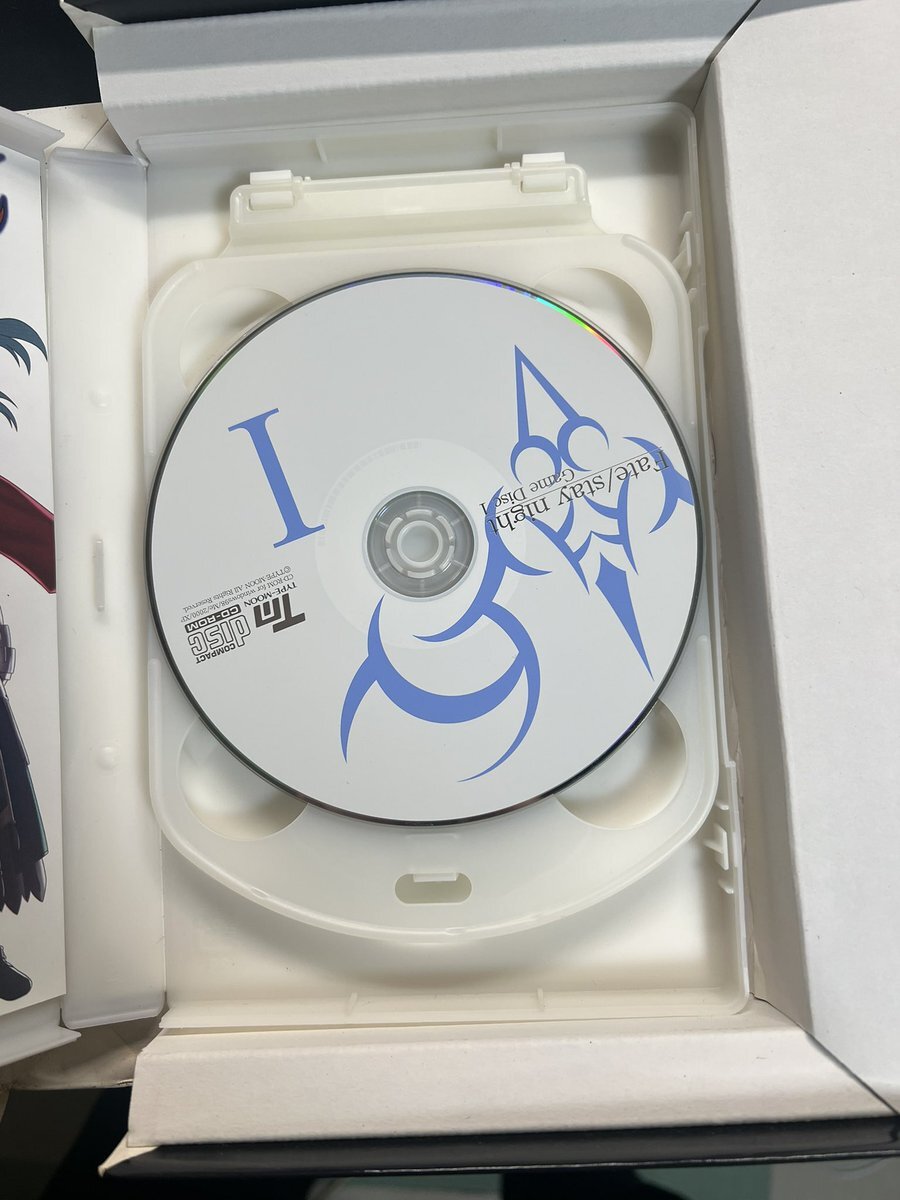 I
Fate/stay night
Game Disc I
TM
TYPE-MOON
CD-ROM for windows98/Me/2000/XP
©TYPE-MOON All Rights Reserved.
COMPACT
disc
CD-ROM